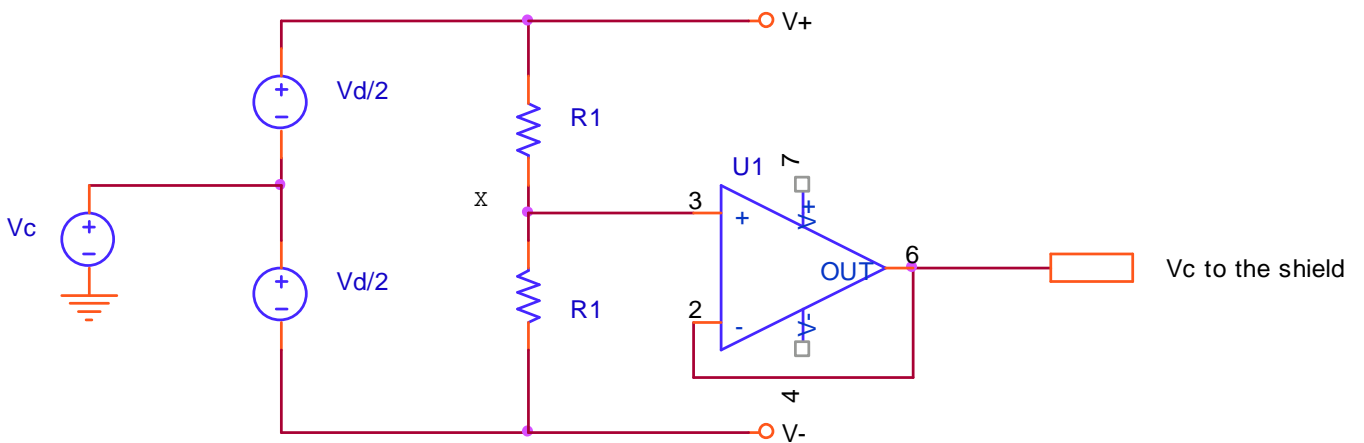 V+
Vd/2
+
-
R1
U1
7
X
3
+
V+
Vc
+
-
6
OUT
Vc to the shield
Vd/2
+
-
R1
2
-
V-
4
V-